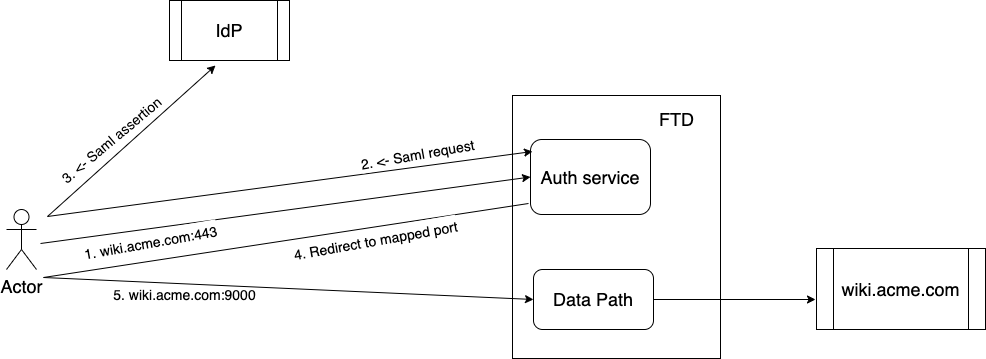 IdP
FTD
3. <- Saml assertion
2. <- Saml request
Auth service
1. wiki.acme.com:443
4. Redirect to mapped port
Actor
5. wiki.acme.com:9000
Data Path
wiki.acme.com